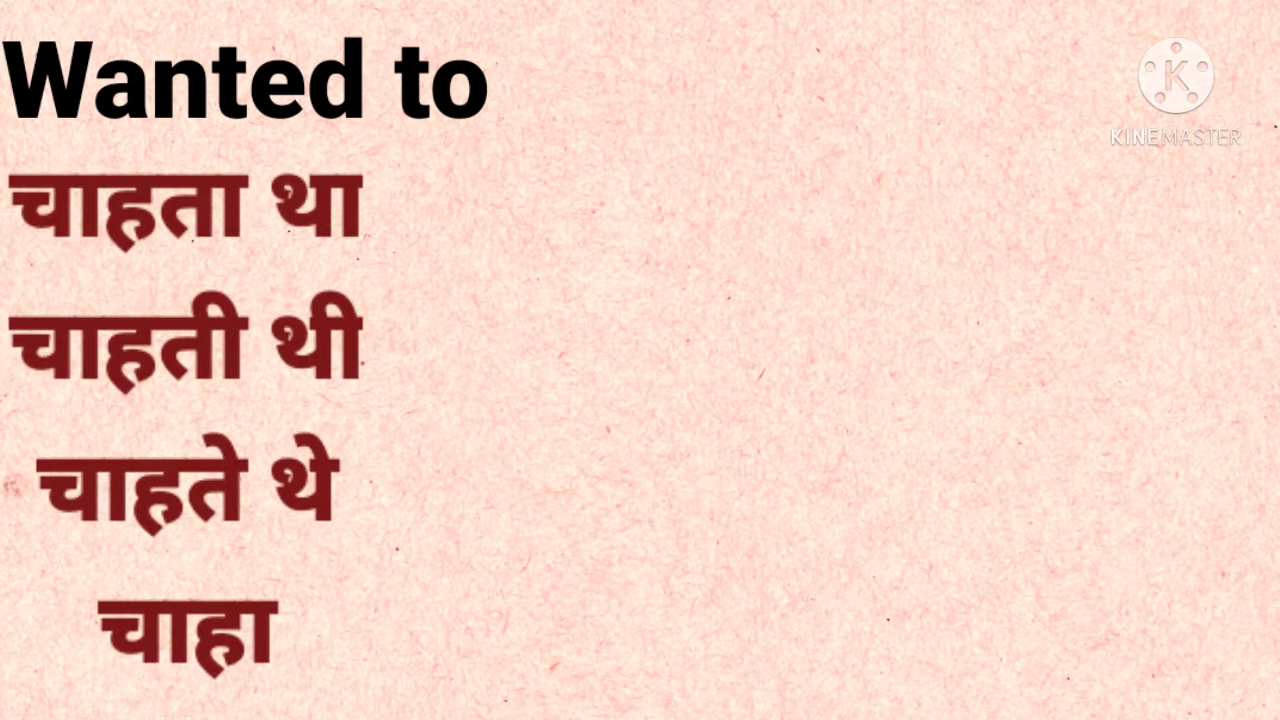 Wanted to
K
KINEMASTER
चाहता था
चाहती थी
चाहते थे
चाहा